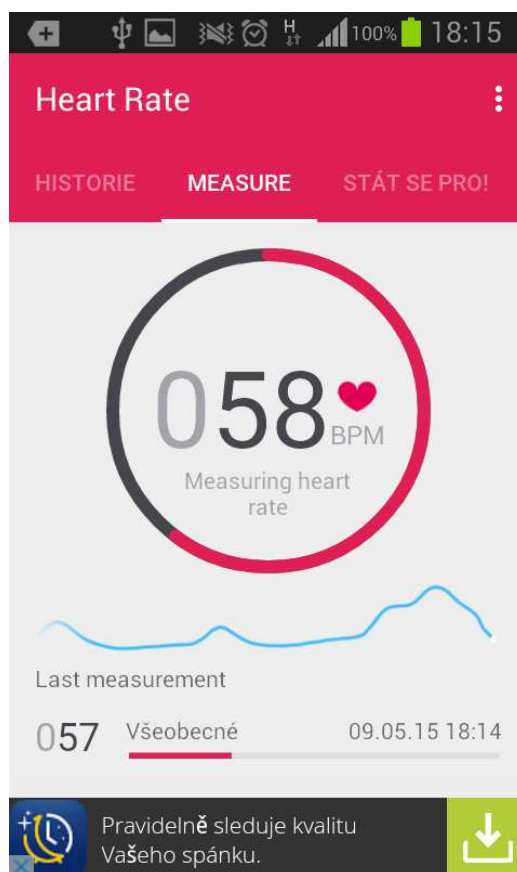 H 100% 18:15
Heart Rate
HISTORIE MEASURE STÁT SE PRO!
058
BPM
Measuring heart
rate
Last measurement
057 Všeobecné 09.05.15 18:14
Pravidelně sleduje kvalitu
Vašeho spánku.